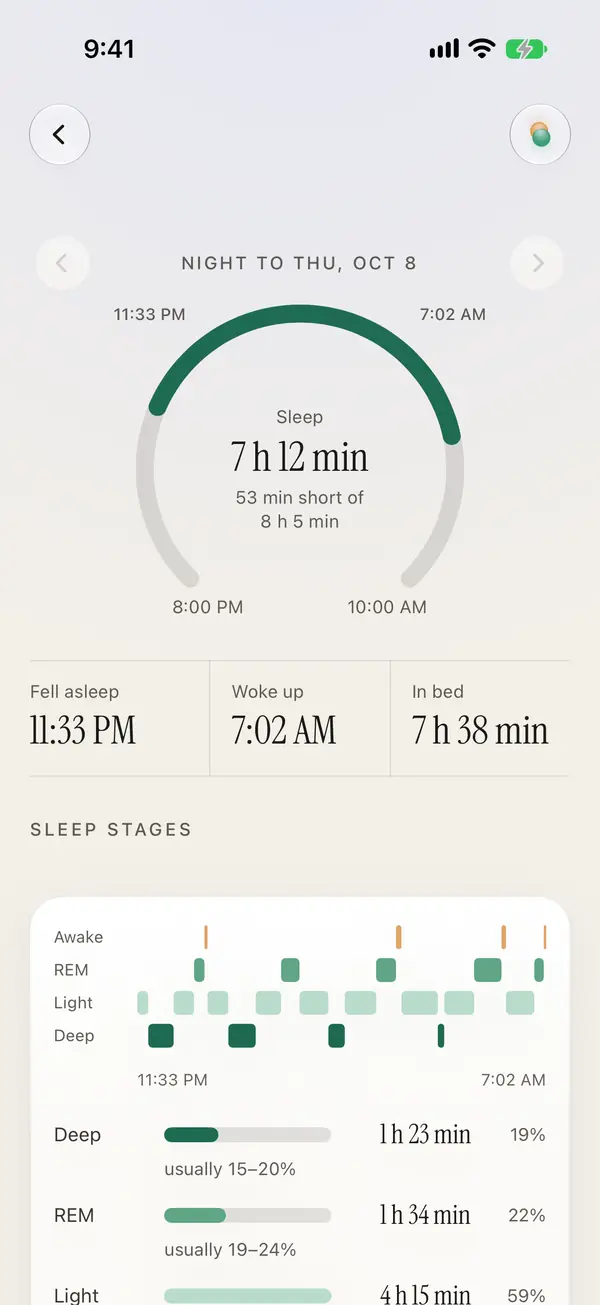 9:41
NIGHT TO THU, OCT 8
11:33 PM
7:02 AM
Sleep
7 h 12 min
53 min short of
8 h 5 min
8:00 PM
10:00 AM
Fell asleep
11:33 PM
Woke up
7:02 AM
In bed
7 h 38 min
SLEEP STAGES
Awake
REM
Light
Deep
11:33 PM
7:02 AM
Deep
1 h 23 min
19%
usually 15–20%
REM
1 h 34 min
22%
usually 19–24%
Light
4 h 15 min
59%